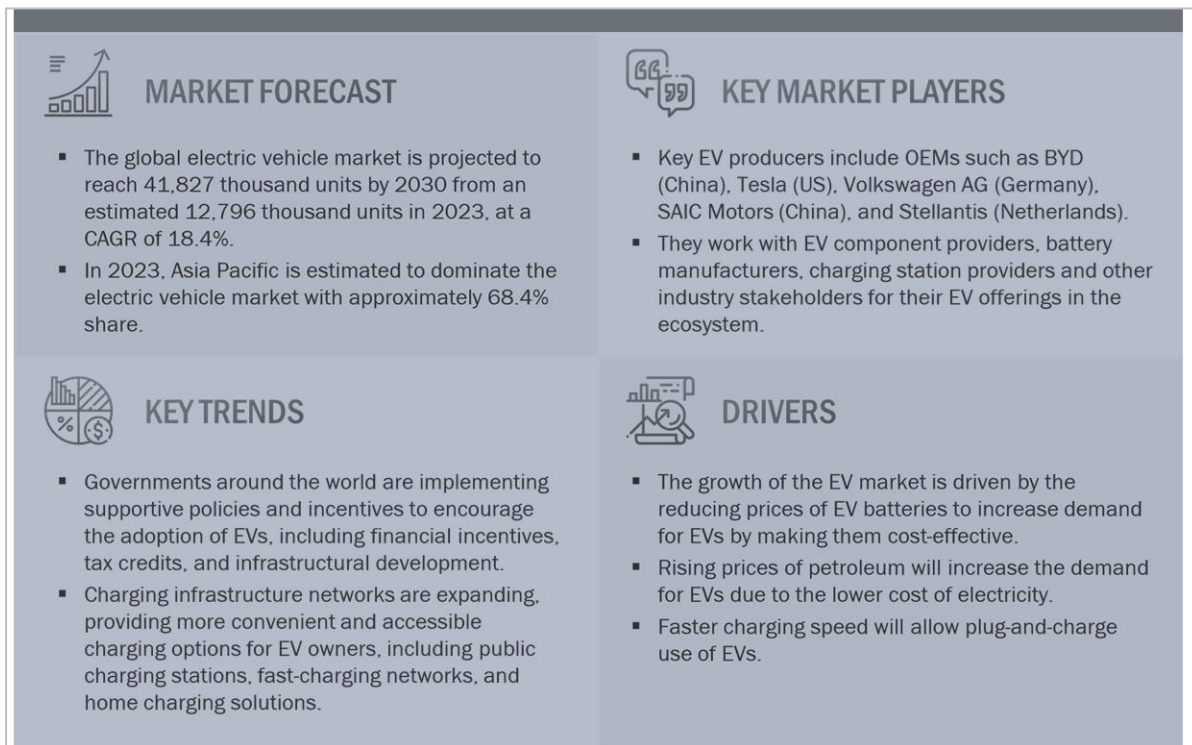 MARKET FORECAST
▪ The global electric vehicle market is projected to
reach 41,827 thousand units by 2030 from an
estimated 12,796 thousand units in 2023, at a
CAGR of 18.4%.
▪ In 2023, Asia Pacific is estimated to dominate the
electric vehicle market with approximately 68.4%
share.
KEY MARKET PLAYERS
▪ Key EV producers include OEMs such as BYD
(China), Tesla (US), Volkswagen AG (Germany),
SAIC Motors (China), and Stellantis (Netherlands).
▪ They work with EV component providers, battery
manufacturers, charging station providers and other
industry stakeholders for their EV offerings in the
ecosystem.
% $
KEY TRENDS
▪ Governments around the world are implementing
supportive policies and incentives to encourage
the adoption of EVs, including financial incentives,
tax credits, and infrastructural development.
▪ Charging infrastructure networks are expanding,
providing more convenient and accessible
charging options for EV owners, including public
charging stations, fast-charging networks, and
home charging solutions.
DRIVERS
▪ The growth of the EV market is driven by the
reducing prices of EV batteries to increase demand
for EVs by making them cost-effective.
▪ Rising prices of petroleum will increase the demand
for EVs due to the lower cost of electricity.
▪ Faster charging speed will allow plug-and-charge
use of EVs.